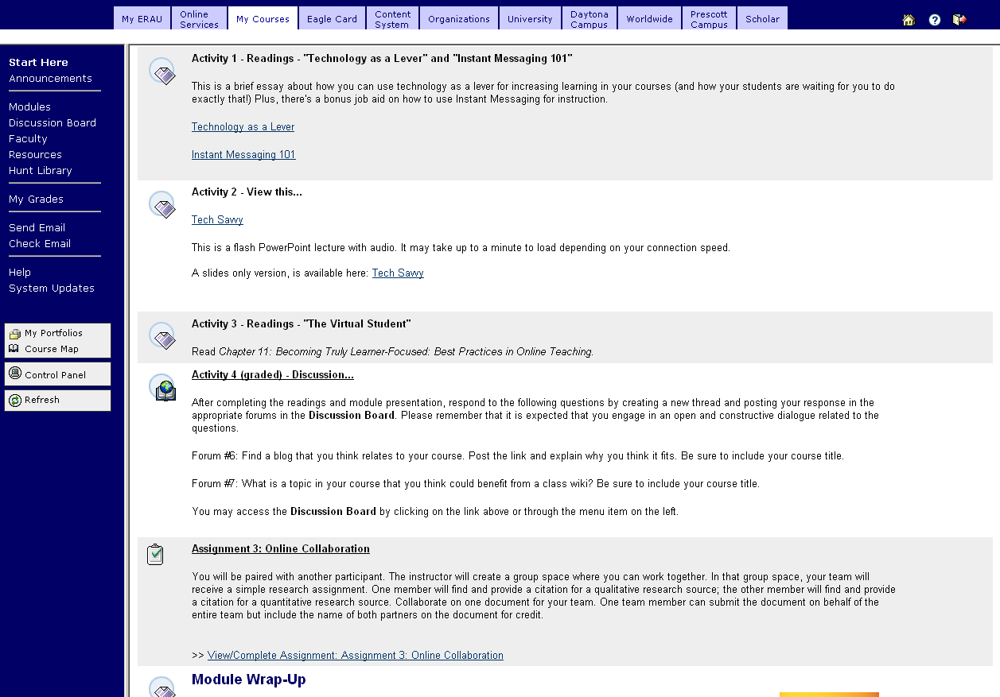 My ERAU
Online
Services
My Courses
Eagle Card
Content
System
Organizations
University
Daytona
Campus
Worldwide
Prescott
Campus
Scholar
Start Here
Announcements
Modules
Discussion Board
Faculty
Resources
Hunt Library
My Grades
Send Email
Check Email
Help
System Updates
My Portfolios
Course Map
Control Panel
Refresh
Activity 1 - Readings - "Technology as a Lever" and "Instant Messaging 101"
This is a brief essay about how you can use technology as a lever for increasing learning in your courses (and how your students are waiting for you to do
exactly that!) Plus, there's a bonus job aid on how to use Instant Messaging for instruction.
Technology as a Lever
Instant Messaging 101
Activity 2 - View this...
Tech Savvy
This is a flash PowerPoint lecture with audio. It may take up to a minute to load depending on your connection speed.
A slides only version, is available here: Tech Savvy
Activity 3 - Readings - "The Virtual Student"
Read Chapter 11: Becoming Truly Learner-Focused: Best Practices in Online Teaching.
Activity 4 (graded) - Discussion...
After completing the readings and module presentation, respond to the following questions by creating a new thread and posting your response in the
appropriate forums in the Discussion Board. Please remember that it is expected that you engage in an open and constructive dialogue related to the
questions.
Forum #6: Find a blog that you think relates to your course. Post the link and explain why you think it fits. Be sure to include your course title.
Forum #7: What is a topic in your course that you think could benefit from a class wiki? Be sure to include your course title.
You may access the Discussion Board by clicking on the link above or through the menu item on the left.
Assignment 3: Online Collaboration
You will be paired with another participant. The instructor will create a group space where you can work together. In that group space, your team will
receive a simple research assignment. One member will find and provide a citation for a qualitative research source; the other member will find and provide
a citation for a quantitative research source. Collaborate on one document for your team. One team member can submit the document on behalf of the
entire team but include the name of both partners on the document for credit.
>> View/Complete Assignment: Assignment 3: Online Collaboration
Module Wrap-Up